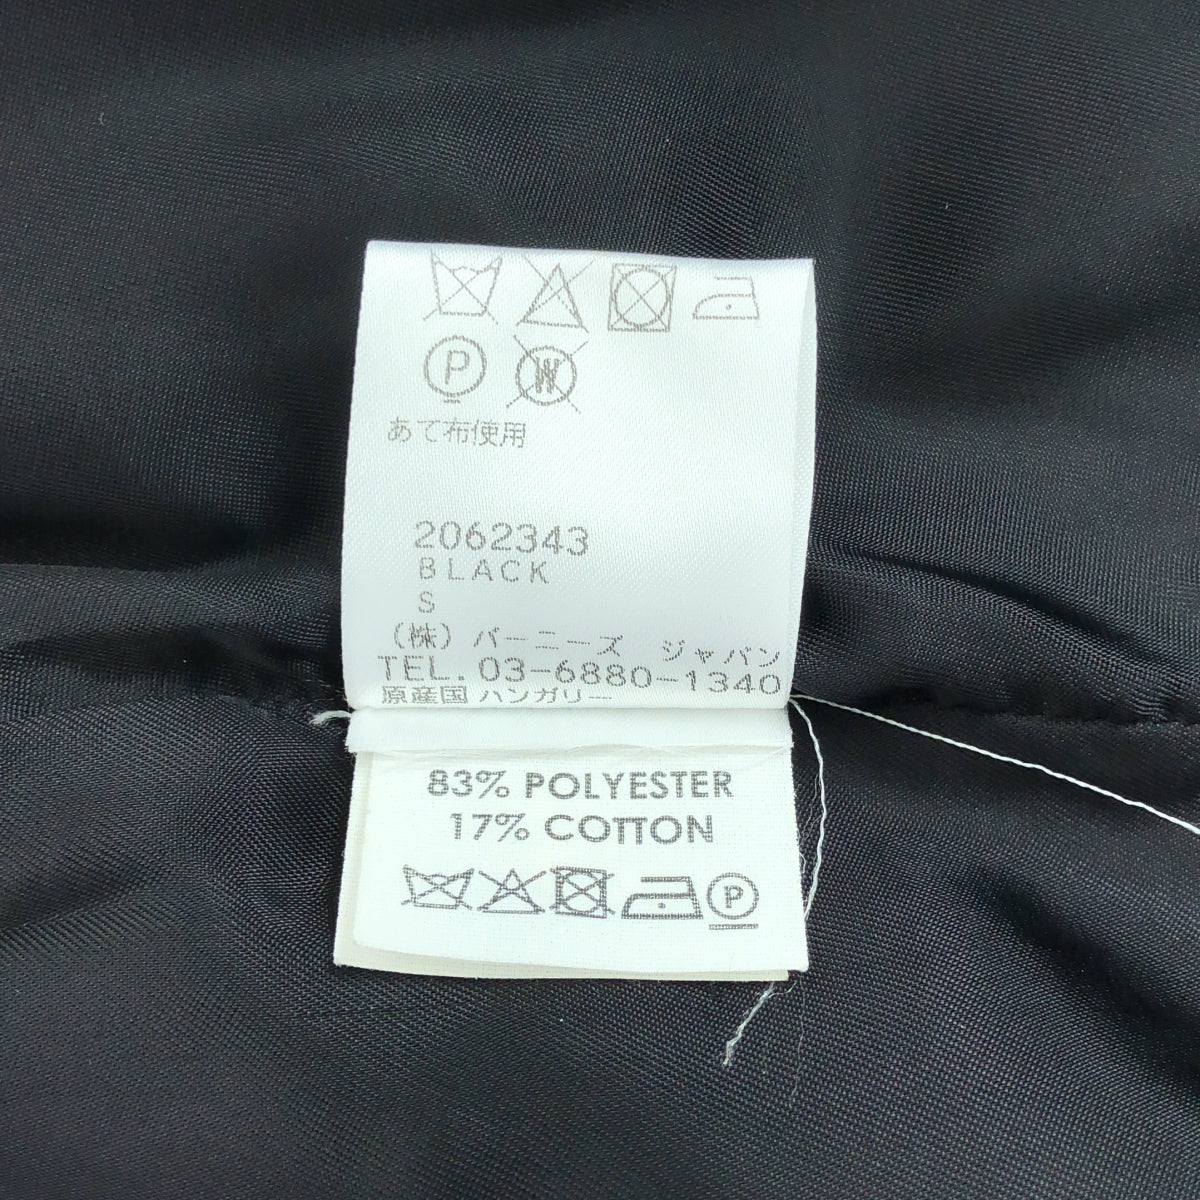 P W
あて布使用
2062343
BLACK
S
(株) バーニーズ ジャパン
TEL. 03-6880-1340
原産国 ハンガリー
83% POLYESTER
17% COTTON
P